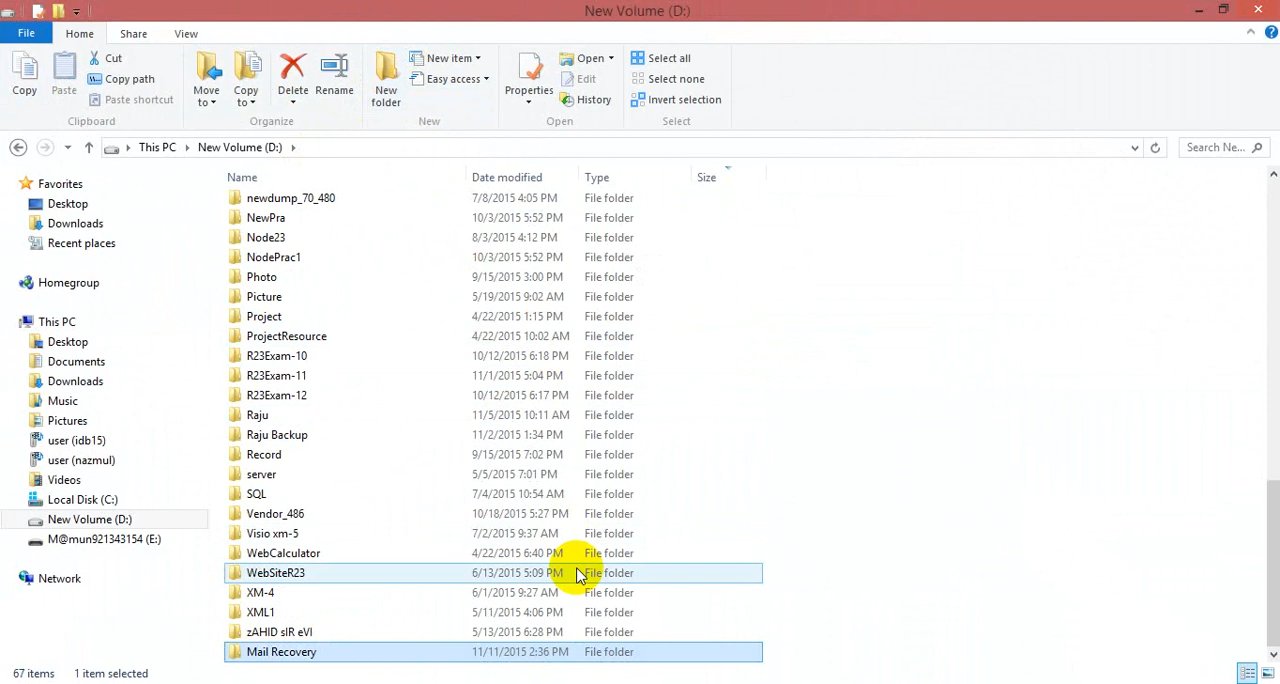 New Volume (D:)
File Home Share View
Copy Paste Cut Copy path Paste shortcut Move to Copy to Delete Rename New folder New item Easy access Properties Open Edit History Select all Select none Invert selection
Clipboard Organize New Open Select
This PC New Volume (D:) Search Ne...
Favorites
Desktop
Downloads
Recent places
Homegroup
This PC
Desktop
Documents
Downloads
Music
Pictures
user (idb15)
user (nazmul)
Videos
Local Disk (C:)
New Volume (D:)
M@mun921343154 (E:)
Network
Name Date modified Type Size
newdump_70_480 7/8/2015 4:05 PM File folder
NewPra 10/3/2015 5:52 PM File folder
Node23 8/3/2015 4:12 PM File folder
NodePrac1 10/3/2015 5:52 PM File folder
Photo 9/15/2015 3:00 PM File folder
Picture 5/19/2015 9:02 AM File folder
Project 4/22/2015 1:15 PM File folder
ProjectResource 4/22/2015 10:02 AM File folder
R23Exam-10 10/12/2015 6:18 PM File folder
R23Exam-11 11/1/2015 5:04 PM File folder
R23Exam-12 10/12/2015 6:17 PM File folder
Raju 11/5/2015 10:11 AM File folder
Raju Backup 11/2/2015 1:34 PM File folder
Record 9/15/2015 7:02 PM File folder
server 5/5/2015 7:01 PM File folder
SQL 7/4/2015 10:54 AM File folder
Vendor_486 10/18/2015 5:27 PM File folder
Visio xm-5 7/2/2015 9:37 AM File folder
WebCalculator 4/22/2015 6:40 PM File folder
WebSiteR23 6/13/2015 5:09 PM File folder
XM-4 6/1/2015 9:27 AM File folder
XML1 5/11/2015 4:06 PM File folder
zAHID sIR eVI 5/13/2015 6:28 PM File folder
Mail Recovery 11/11/2015 2:36 PM File folder
67 items 1 item selected